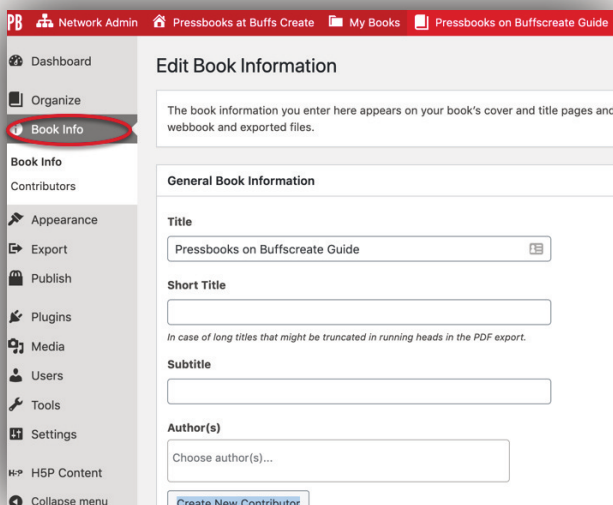 PB Network Admin Pressbooks at Buffs Create My Books Pressbooks on Buffscreate Guide
Dashboard
Organize
Book Info
Book Info
Contributors
Appearance
Export
Publish
Plugins
Media
Users
Tools
Settings
H-P H5P Content
Collapse menu
Edit Book Information
The book information you enter here appears on your book's cover and title pages and
webbook and exported files.
General Book Information
Title
Pressbooks on Buffscreate Guide
Short Title
In case of long titles that might be truncated in running heads in the PDF export.
Subtitle
Author(s)
Choose author(s)...
Create New Contributor